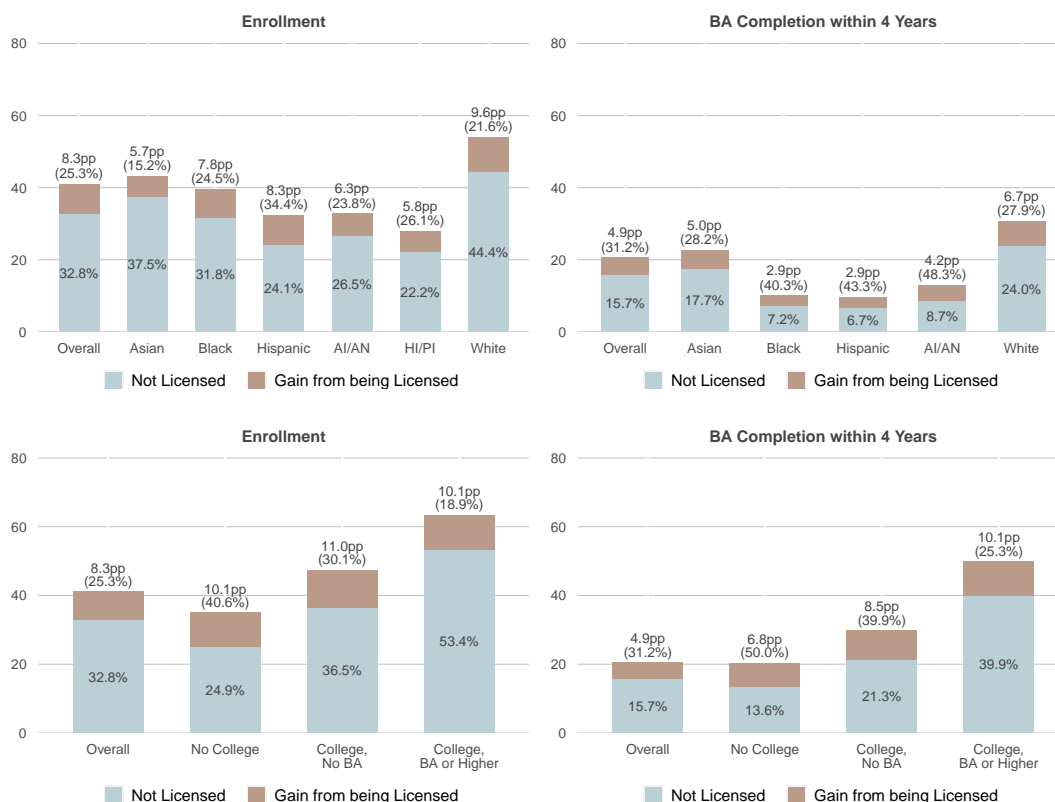 Enrollment
80
60
40
20
0
8.3pp
(25.3%)
5.7pp
(15.2%)
7.8pp
(24.5%)
8.3pp
(34.4%)
6.3pp
(23.8%)
5.8pp
(26.1%)
9.6pp
(21.6%)
32.8%
37.5%
31.8%
24.1%
26.5%
22.2%
44.4%
Overall
Asian
Black
Hispanic
AI/AN
HI/PI
White
Not Licensed
Gain from being Licensed
BA Completion within 4 Years
80
60
40
20
0
4.9pp
(31.2%)
5.0pp
(28.2%)
2.9pp
(40.3%)
2.9pp
(43.3%)
4.2pp
(48.3%)
6.7pp
(27.9%)
15.7%
17.7%
7.2%
6.7%
8.7%
24.0%
Overall
Asian
Black
Hispanic
AI/AN
White
Not Licensed
Gain from being Licensed
Enrollment
80
60
40
20
0
8.3pp
(25.3%)
10.1pp
(40.6%)
11.0pp
(30.1%)
10.1pp
(18.9%)
32.8%
24.9%
36.5%
53.4%
Overall
No College
College,
No BA
College,
BA or Higher
Not Licensed
Gain from being Licensed
BA Completion within 4 Years
80
60
40
20
0
4.9pp
(31.2%)
6.8pp
(50.0%)
8.5pp
(39.9%)
10.1pp
(25.3%)
15.7%
13.6%
21.3%
39.9%
Overall
No College
College,
No BA
College,
BA or Higher
Not Licensed
Gain from being Licensed